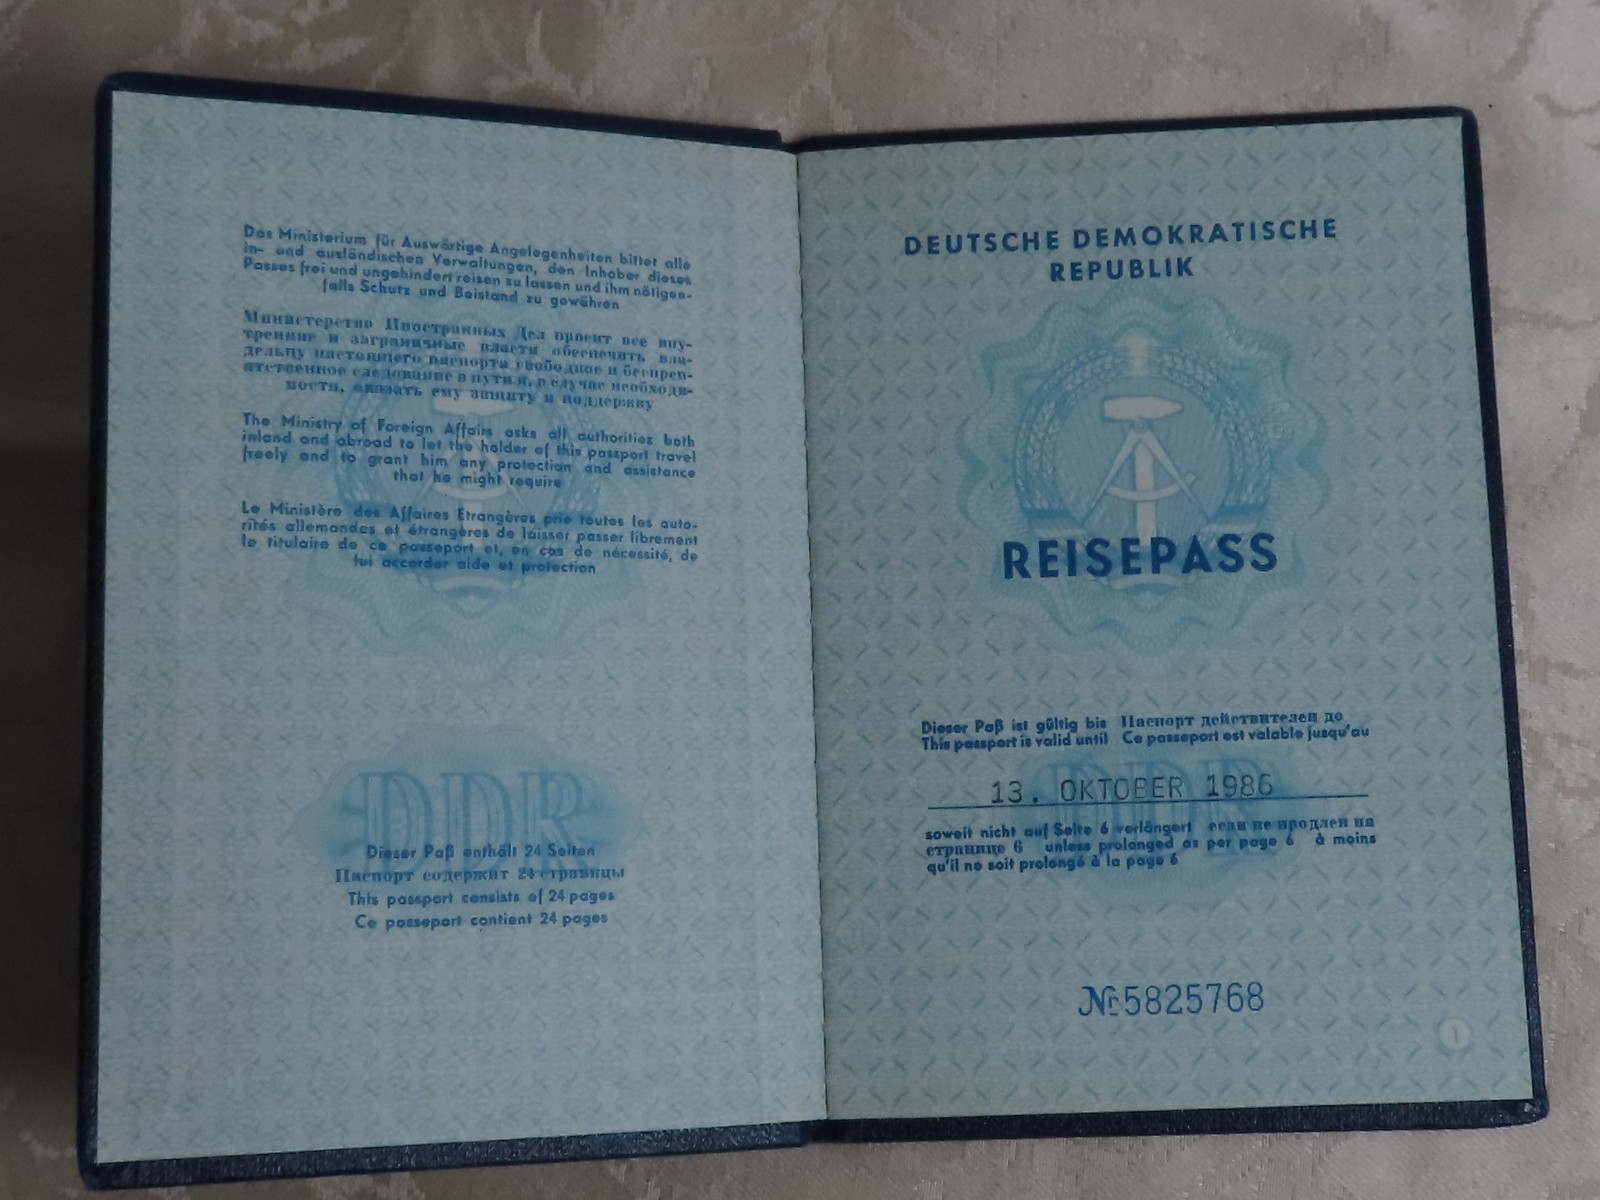 Das Ministerium für Auswärtige Angelegenheiten bittet alle
in- und ausländischen Verwaltungen, den Inhaber dieses
Passes frei und ungehindert reisen zu lassen und ihm nötigen-
falls Schutz und Beistand zu gewähren
Министерство Иностранных Дел просит все вну-
тренние и заграничные власти обеспечить вла-
дельцу настоящего паспорта свободное и беспреп-
ятственное следование в пути и, в случае необходи-
мости, оказать ему защиту и поддержку
The Ministry of Foreign Affairs asks all authorities both
inland and abroad to let the holder of this passport travel
freely and to grant him any protection and assistance
that he might require
Le Ministère des Affaires Etrangères prie toutes les auto-
rités allemandes et étrangères de laisser passer librement
le titulaire de ce passeport et, en cas de nécessité, de
lui accorder aide et protection
DDR
Dieser Paß enthält 24 Seiten
Паспорт содержит 24 страницы
This passport consists of 24 pages
Ce passeport contient 24 pages
DEUTSCHE DEMOKRATISCHE
REPUBLIK
REISEPASS
Dieser Paß ist gültig bis Паспорт действителен до
This passport is valid until Ce passeport est valable jusqu'au
DDR
13. OKTOBER 1986
soweit nicht auf Seite 6 verlängert если не продлен на
странице 6 unless prolonged as per page 6 à moins
qu'il ne soit prolongé à la page 6
№5825768
1